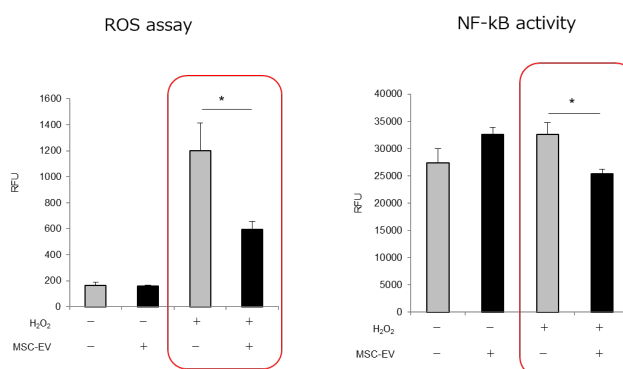 ROS assay
RFU
1600
1400
1200
1000
800
600
400
200
0
*
H₂O₂ − − + +
MSC-EV − + − +
NF-kB activity
RFU
40000
35000
30000
25000
20000
15000
10000
5000
0
*
H₂O₂ − − + +
MSC-EV − + − +